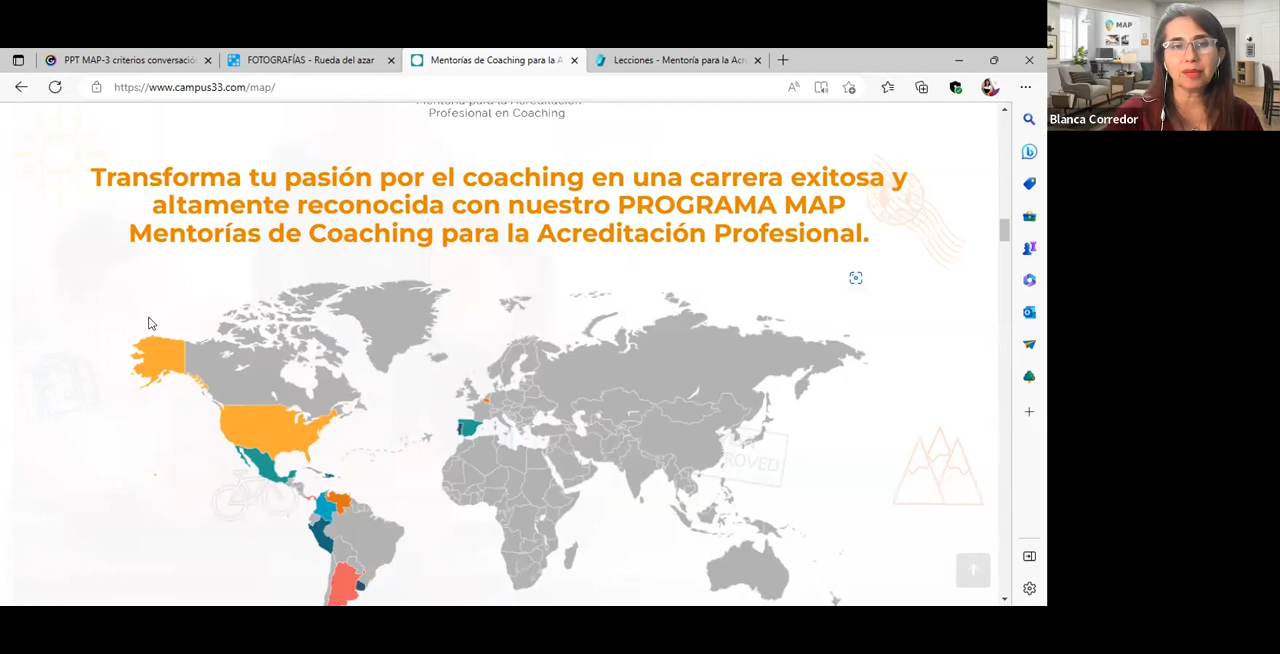 MAP
Blanca Corredor
PPT MAP-3 criterios conversació
FOTOGRAFÍAS - Rueda del azar
Mentorías de Coaching para la A
Lecciones - Mentoría para la Acr
https://www.campus33.com/map/
Mentoría para la Acreditación
Profesional en Coaching
Transforma tu pasión por el coaching en una carrera exitosa y
altamente reconocida con nuestro PROGRAMA MAP
Mentorías de Coaching para la Acreditación Profesional.
ROVED